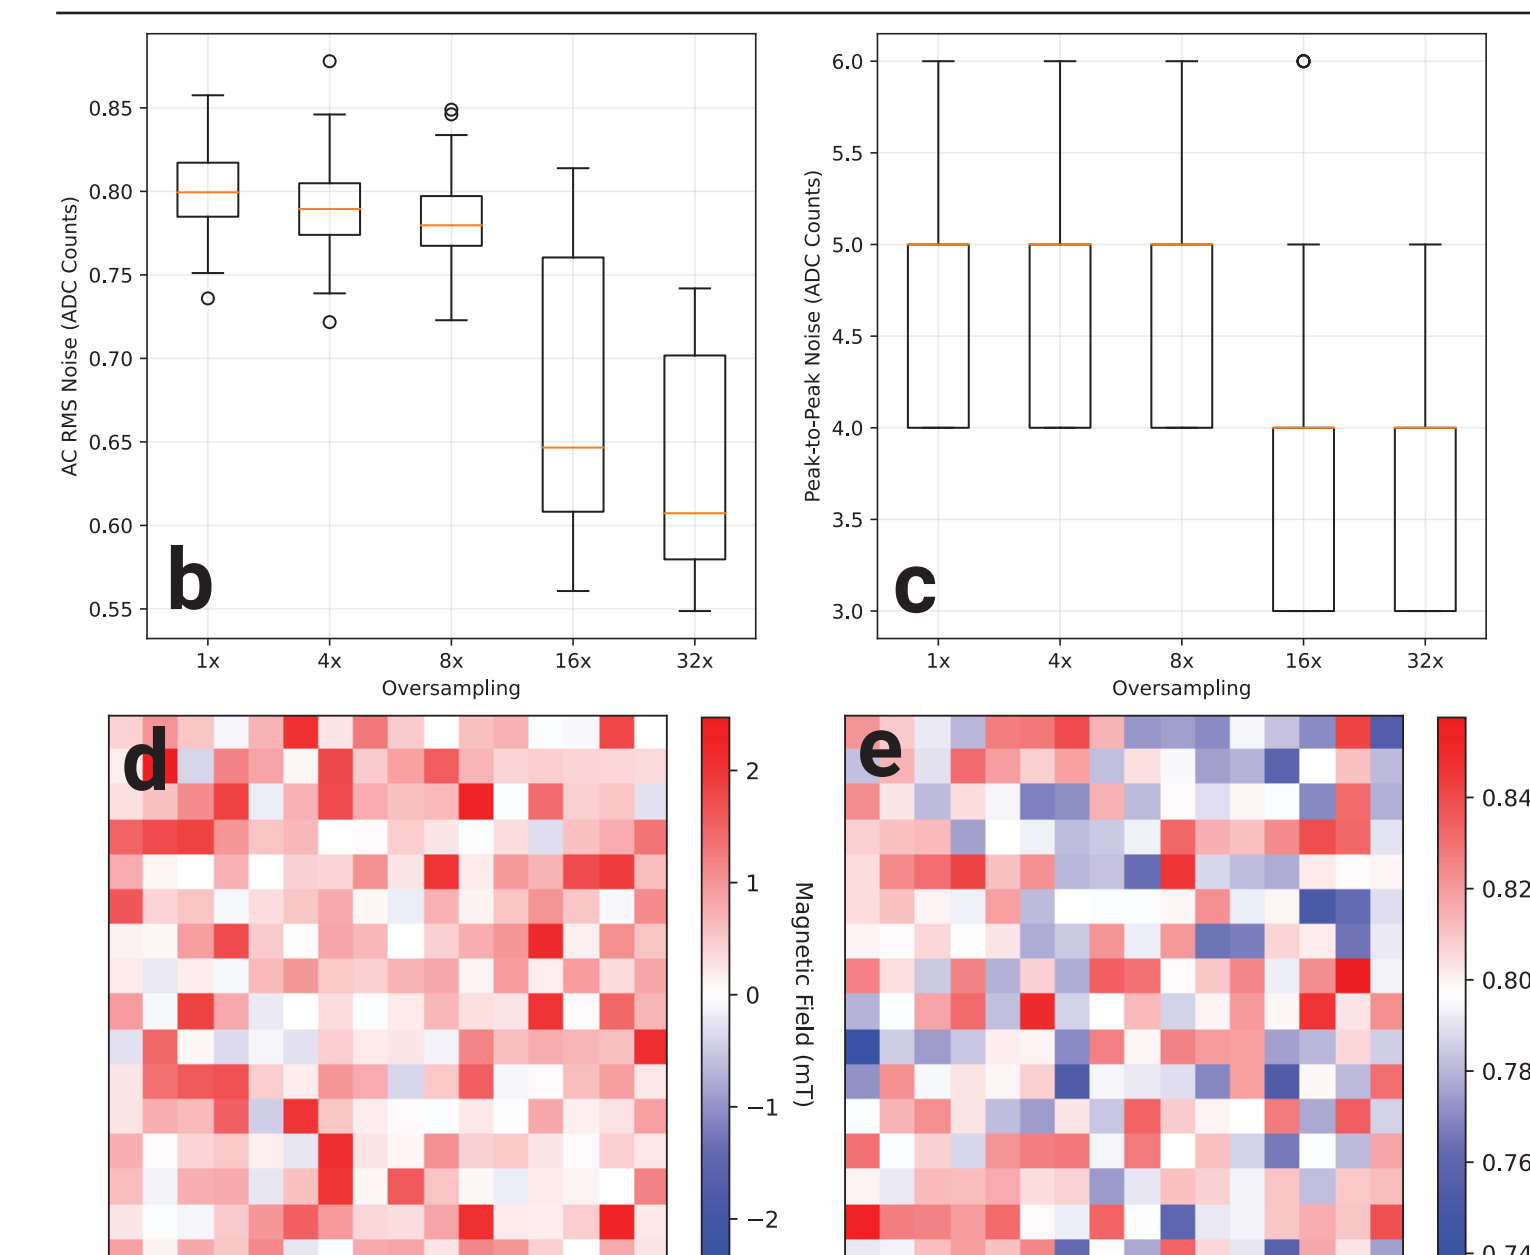 0.85
0.80
0.75
0.70
0.65
0.60
0.55
AC RMS Noise (ADC Counts)
b
1x 4x 8x 16x 32x
Oversampling
6.0
5.5
5.0
4.5
4.0
3.5
3.0
Peak-to-Peak Noise (ADC Counts)
c
1x 4x 8x 16x 32x
Oversampling
d
2
1
0
−1
−2
Magnetic Field (mT)
e
0.84
0.82
0.80
0.78
0.76
0.74